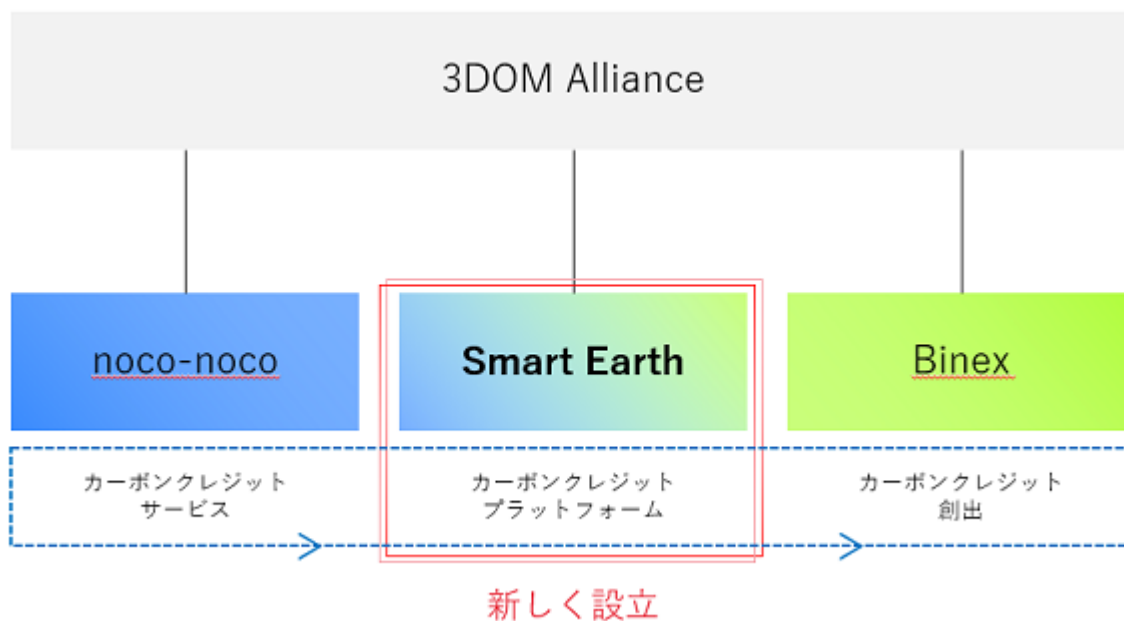 3DOM Alliance
noco-noco
Smart Earth
Binex
カーボンクレジット
サービス
カーボンクレジット
プラットフォーム
カーボンクレジット
創出
新しく設立